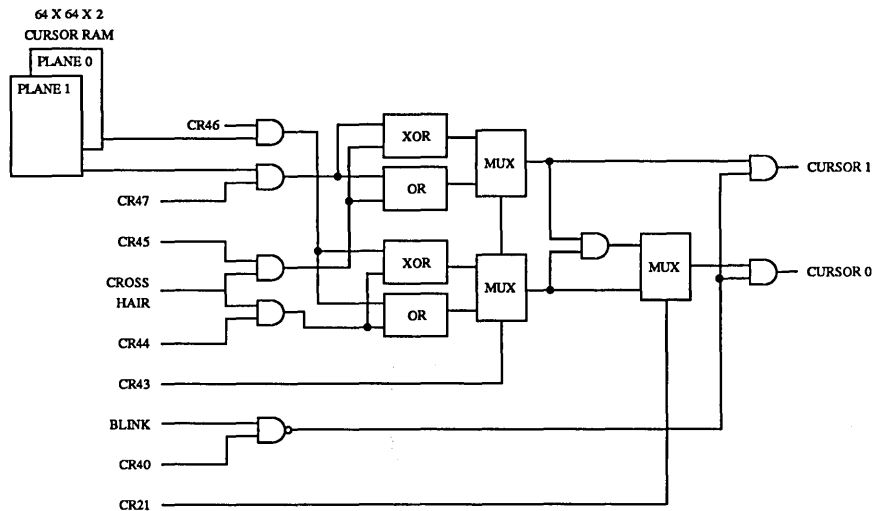 64 X 64 X 2
CURSOR RAM
PLANE 0
PLANE 1
CR46
XOR
MUX
CURSOR 1
OR
CR47
CR45
XOR
MUX
MUX
CURSOR 0
CROSS
HAIR
OR
CR44
CR43
BLINK
CR40
CR21